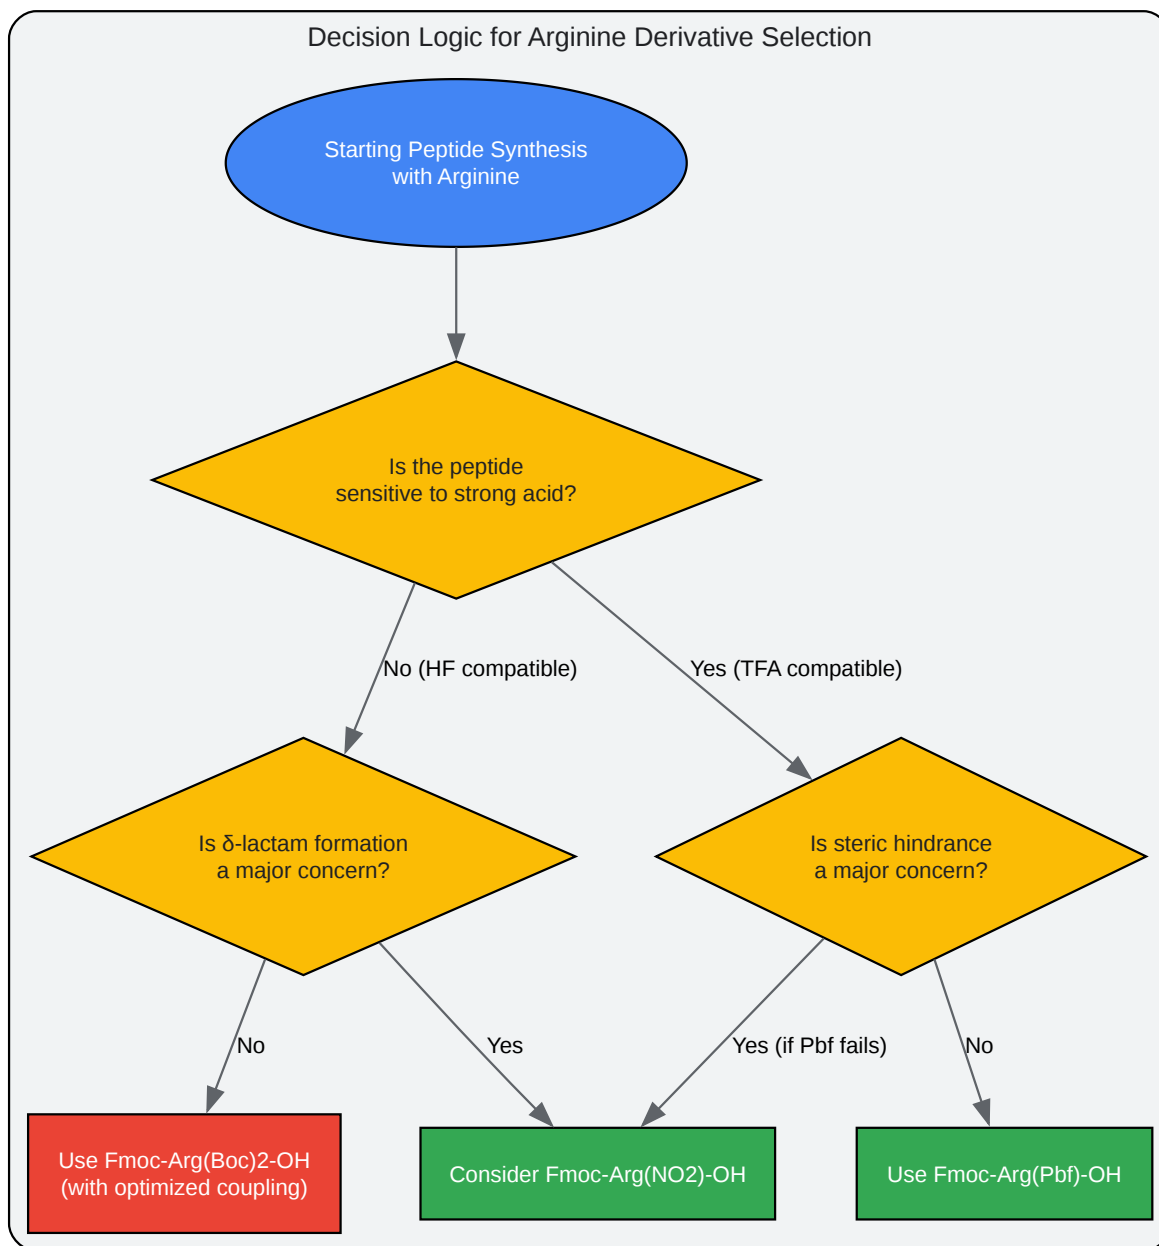 Decision Logic for Arginine Derivative Selection
Starting Peptide Synthesis
with Arginine
Is the peptide
sensitive to strong acid?
No (HF compatible)
Yes (TFA compatible)
Is δ-lactam formation
a major concern?
Is steric hindrance
a major concern?
No
Yes
Yes (if Pbf fails)
No
Use Fmoc-Arg(Boc)2-OH
(with optimized coupling)
Consider Fmoc-Arg(NO2)-OH
Use Fmoc-Arg(Pbf)-OH